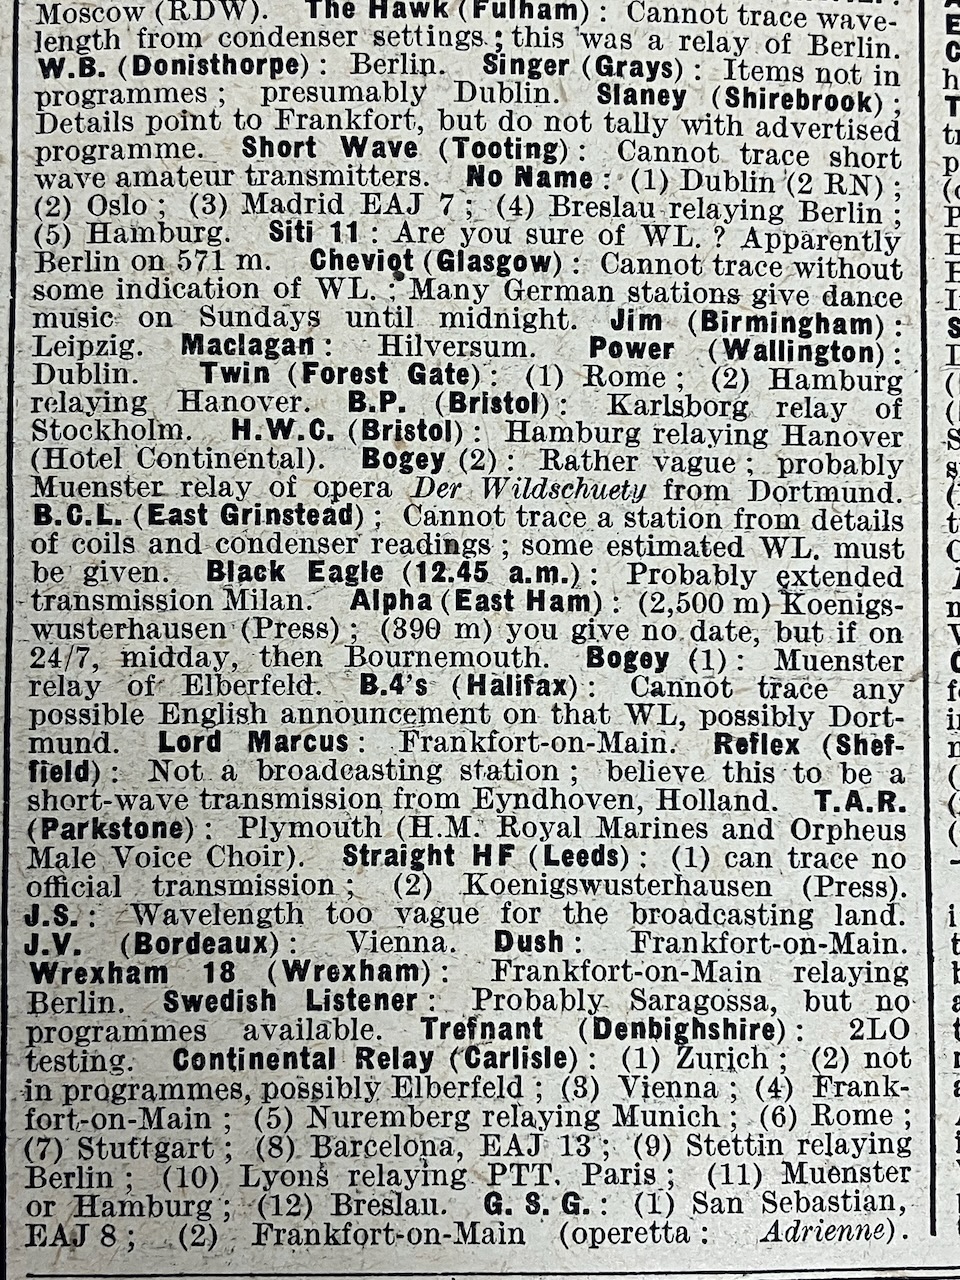 Moscow (RDW). The Hawk (Fulham) : Cannot trace wave-
length from condenser settings ; this was a relay of Berlin.
W.B. (Donisthorpe) : Berlin. Singer (Grays) : Items not in
programmes ; presumably Dublin. Slaney (Shirebrook) ;
Details point to Frankfort, but do not tally with advertised
programme. Short Wave (Tooting) : Cannot trace short
wave amateur transmitters. No Name : (1) Dublin (2 RN) ;
(2) Oslo ; (3) Madrid EAJ 7 ; (4) Breslau relaying Berlin ;
(5) Hamburg. Siti 11 : Are you sure of WL. ? Apparently
Berlin on 571 m. Cheviot (Glasgow) : Cannot trace without
some indication of WL. ; Many German stations give dance
music on Sundays until midnight. Jim (Birmingham) :
Leipzig. Maclagan : Hilversum. Power (Wallington) :
Dublin. Twin (Forest Gate) : (1) Rome ; (2) Hamburg
relaying Hanover. B.P. (Bristol) : Karlsborg relay of
Stockholm. H.W.C. (Bristol) : Hamburg relaying Hanover
(Hotel Continental). Bogey (2) : Rather vague ; probably
Muenster relay of opera Der Wildschuety from Dortmund.
B.C.L. (East Grinstead) ; Cannot trace a station from details
of coils and condenser readings ; some estimated WL. must
be given. Black Eagle (12.45 a.m.) : Probably extended
transmission Milan. Alpha (East Ham) : (2,500 m) Koenigs-
wusterhausen (Press) ; (390 m) you give no date, but if on
24/7, midday, then Bournemouth. Bogey (1) : Muenster
relay of Elberfeld. B.4's (Halifax) : Cannot trace any
possible English announcement on that WL, possibly Dort-
mund. Lord Marcus : Frankfort-on-Main. Reflex (Shef-
field) : Not a broadcasting station ; believe this to be a
short-wave transmission from Eyndhoven, Holland. T.A.R.
(Parkstone) : Plymouth (H.M. Royal Marines and Orpheus
Male Voice Choir). Straight HF (Leeds) : (1) can trace no
official transmission ; (2) Koenigswusterhausen (Press).
J.S. : Wavelength too vague for the broadcasting land.
J.V. (Bordeaux) : Vienna. Dush : Frankfort-on-Main.
Wrexham 18 (Wrexham) : Frankfort-on-Main relaying
Berlin. Swedish Listener : Probably Saragossa, but no
programmes available. Trefnant (Denbighshire) : 2LO
testing. Continental Relay (Carlisle) : (1) Zurich ; (2) not
in programmes, possibly Elberfeld ; (3) Vienna ; (4) Frank-
fort-on-Main ; (5) Nuremberg relaying Munich ; (6) Rome ;
(7) Stuttgart ; (8) Barcelona, EAJ 13 ; (9) Stettin relaying
Berlin ; (10) Lyons relaying PTT. Paris ; (11) Muenster
or Hamburg ; (12) Breslau. G. S. G. : (1) San Sebastian,
EAJ 8 ; (2) Frankfort-on-Main (operetta : Adrienne).